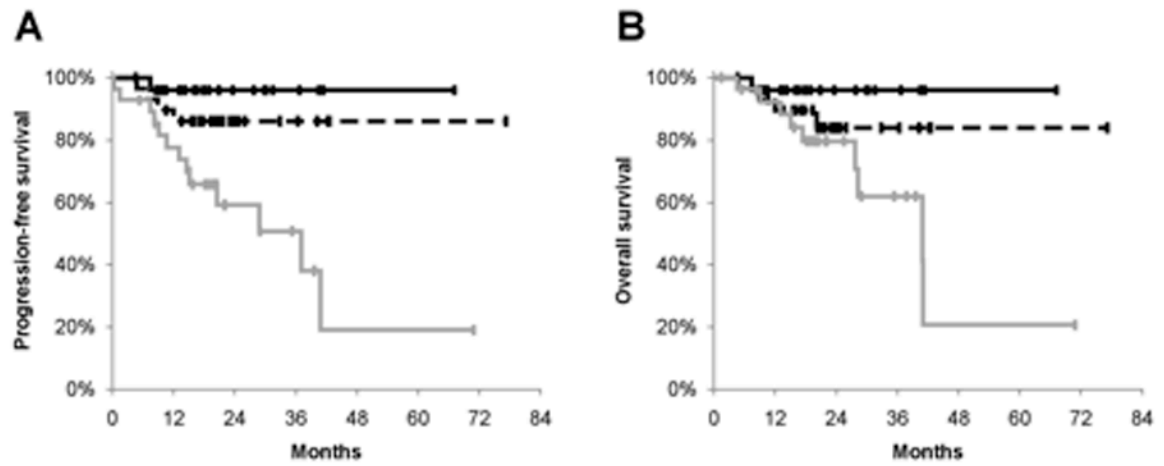 A
Progression-free survival
100%
80%
60%
40%
20%
0%
0 12 24 36 48 60 72 84
Months
B
Overall survival
100%
80%
60%
40%
20%
0%
0 12 24 36 48 60 72 84
Months